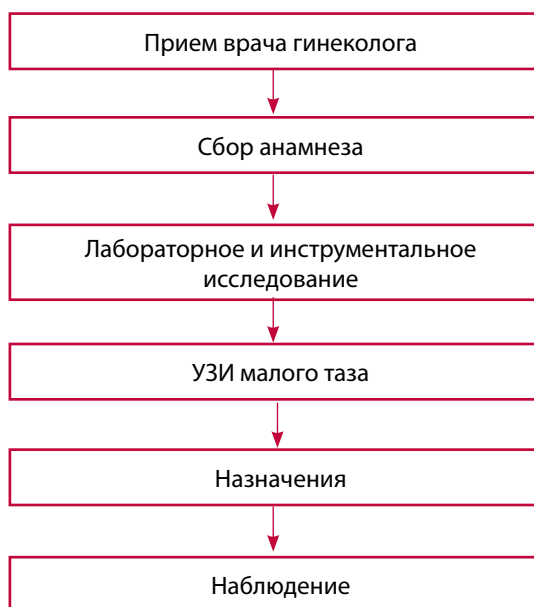 Прием врача гинеколога
Сбор анамнеза
Лабораторное и инструментальное
исследование
УЗИ малого таза
Назначения
Наблюдение